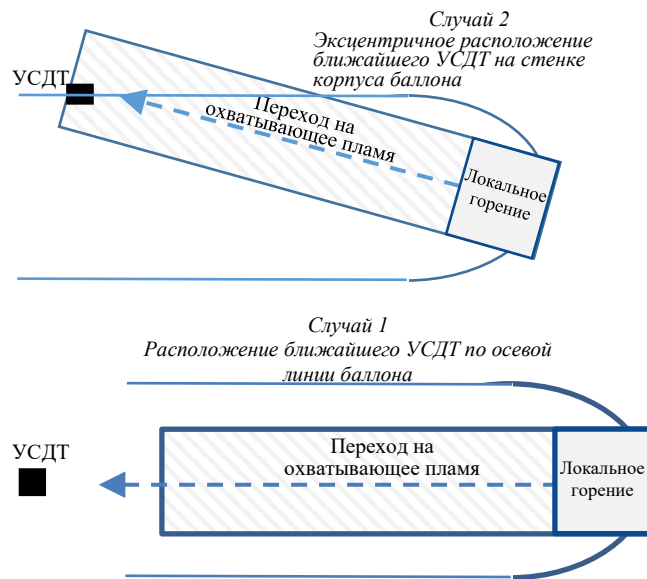 Случай 2
Эксцентричное расположение
ближайшего УСДТ на стенке
корпуса баллона
УСДТ
Переход на
охватывающее пламя
Локальное
горение
Случай 1
Расположение ближайшего УСДТ по осевой
линии баллона
УСДТ
Переход на
охватывающее пламя
Локальное
горение